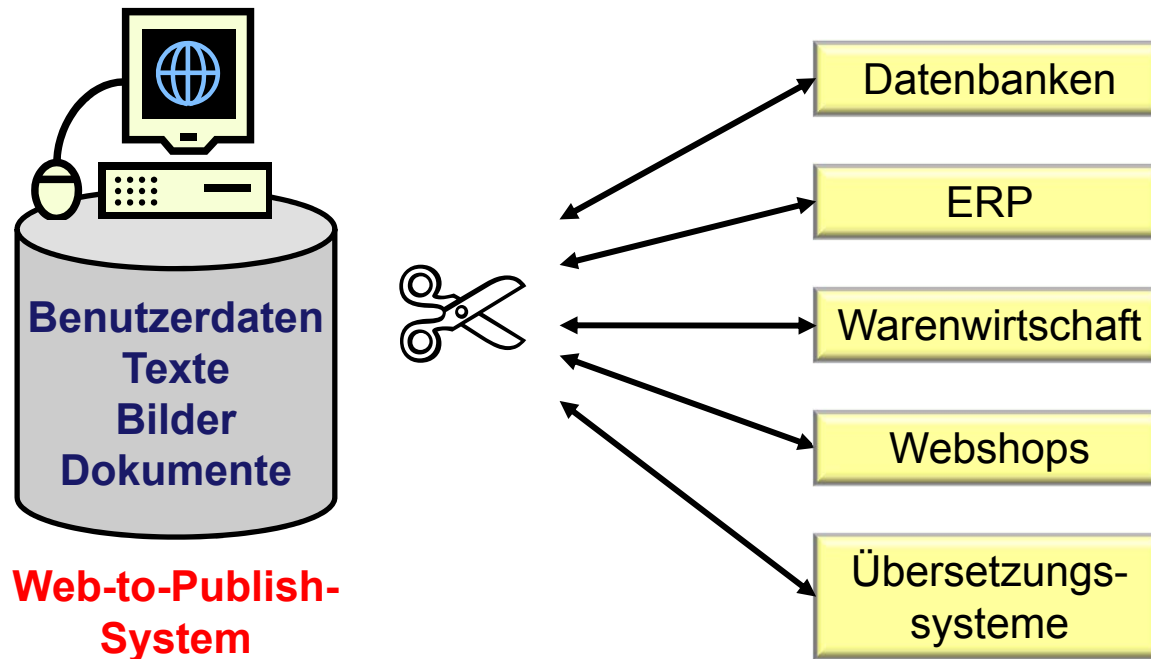 Benutzerdaten
Texte
Bilder
Dokumente
Web-to-Publish-
System
Datenbanken
ERP
Warenwirtschaft
Webshops
Übersetzungs-
systeme